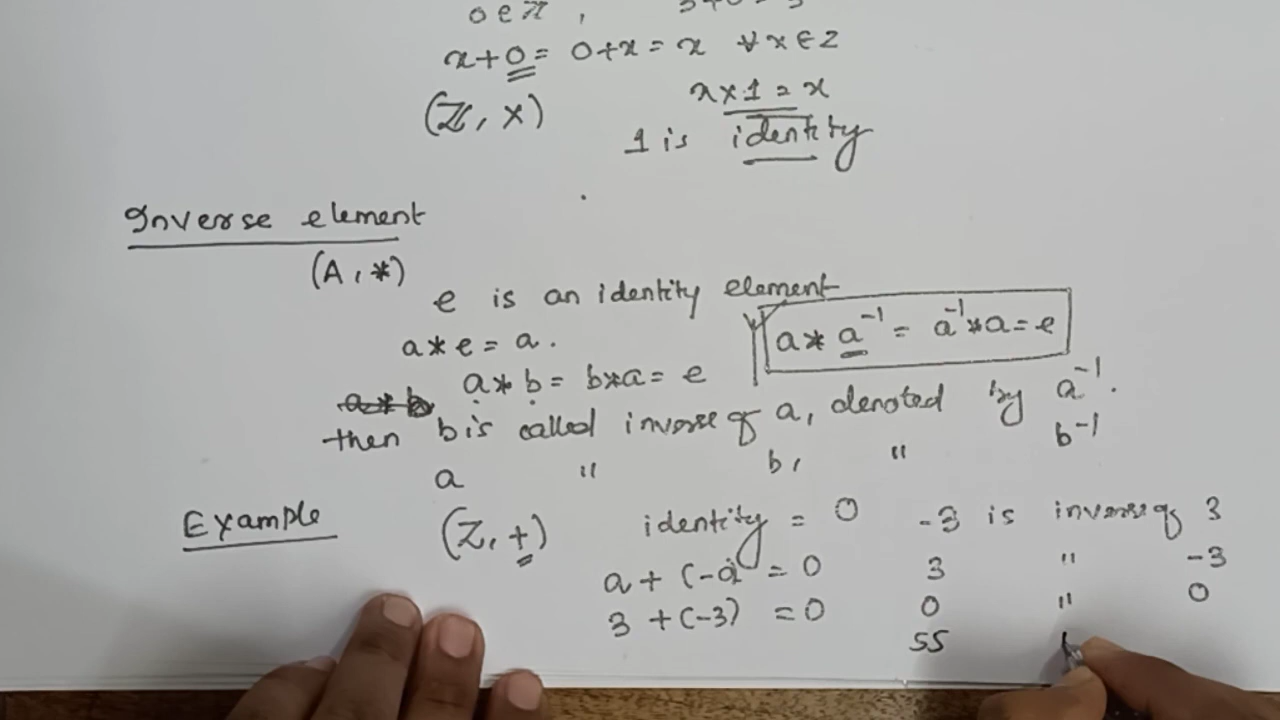 0 ∈ Z ,
x + 0 = 0 + x = x ∀ x ∈ Z
(Z, x) x × 1 = x
1 is identity
Inverse element
(A, *)
e is an identity element
a * e = a .
a * a⁻¹ = a⁻¹ * a = e
a * b a * b = b * a = e
then b is called inverse of a, denoted by a⁻¹.
a " b, " b⁻¹
Example (Z, +) identity = 0 -3 is inverse of 3
a + (-a) = 0 3 " -3
3 + (-3) = 0 0 " 0
55